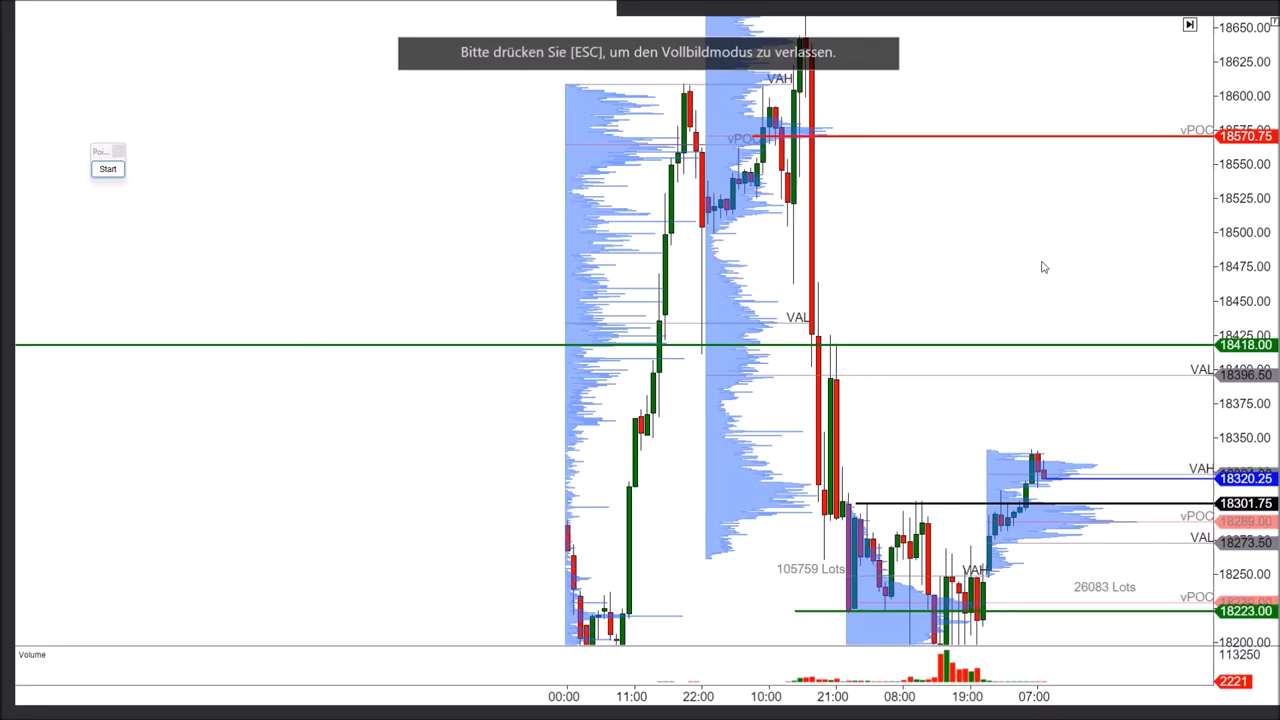 Bitte drücken Sie [ESC], um den Vollbildmodus zu verlassen.
Poi...
Start
VAH
vPOC
VAL
105759 Lots
VAH
26083 Lots
vPOC
VAL
VAH
vPOC
VAL
vPOC
18650.00
18625.00
18600.00
18570.75
18550.00
18525.00
18500.00
18475.00
18450.00
18418.00
18396.50
18375.00
18350.00
18320.25
18301.75
18289.00
18273.50
18250.00
18223.00
18200.00
Volume
113250
2221
00:00 11:00 22:00 10:00 21:00 08:00 19:00 07:00